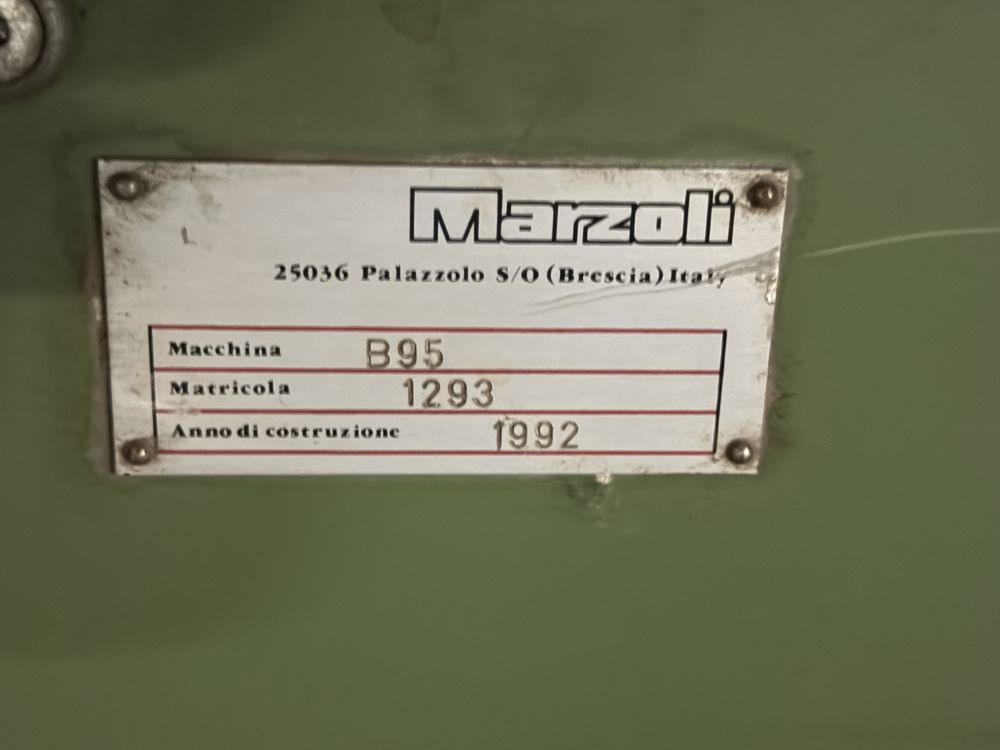 Marzoli
25036 Palazzolo S/O (Brescia) Italy
Macchina B95
Matricola 1293
Anno di costruzione 1992